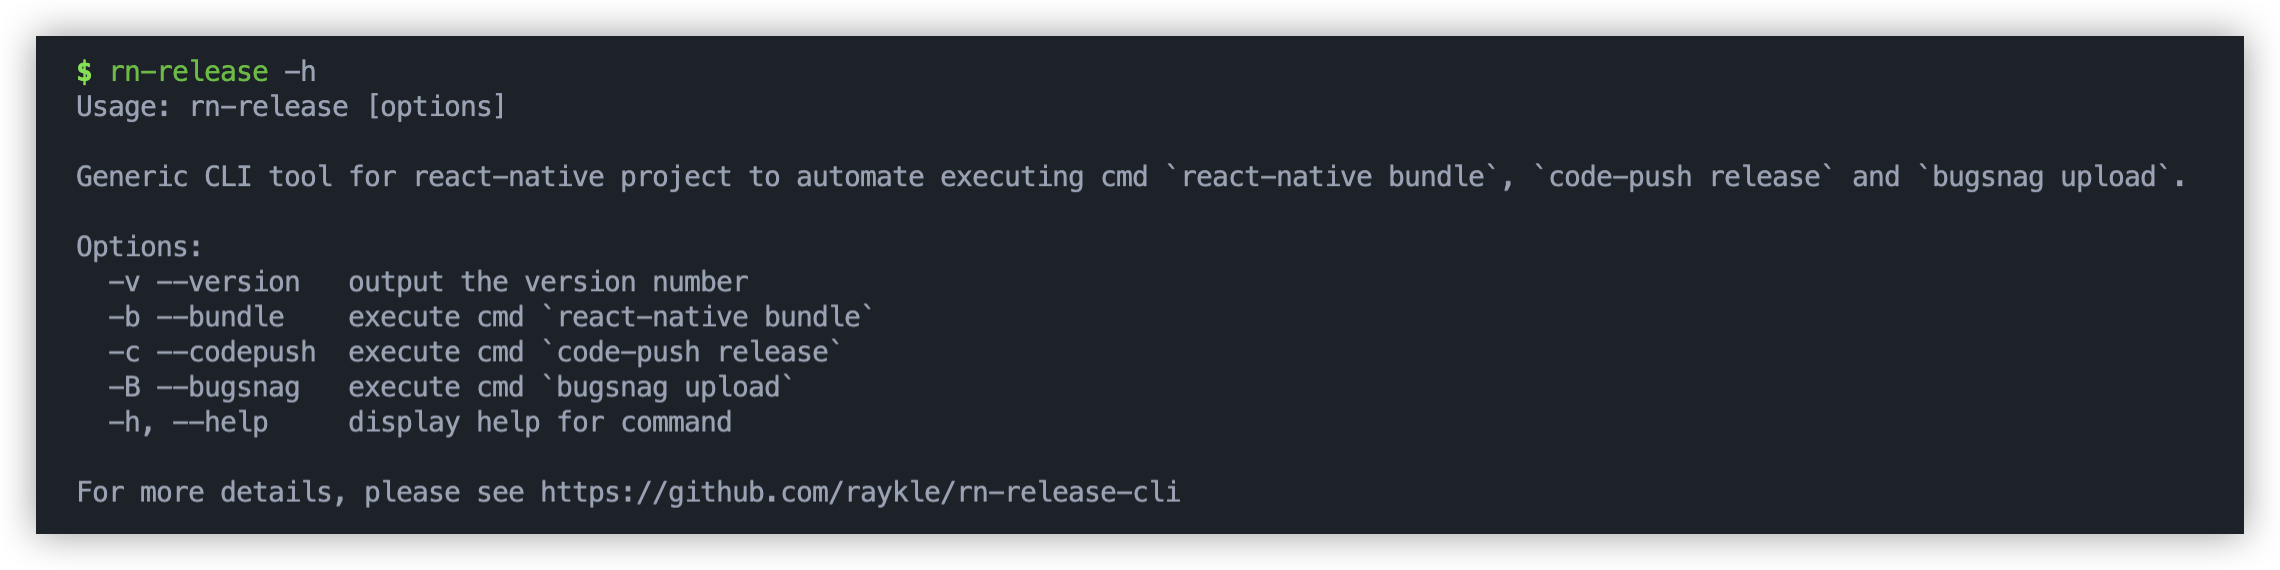 $ rn-release -h
Usage: rn-release [options]
Generic CLI tool for react-native project to automate executing cmd `react-native bundle`, `code-push release` and `bugsnag upload`.
Options:
-v --version   output the version number
-b --bundle    execute cmd `react-native bundle`
-c --codepush  execute cmd `code-push release`
-B --bugsnag   execute cmd `bugsnag upload`
-h, --help     display help for command
For more details, please see https://github.com/raykle/rn-release-cli